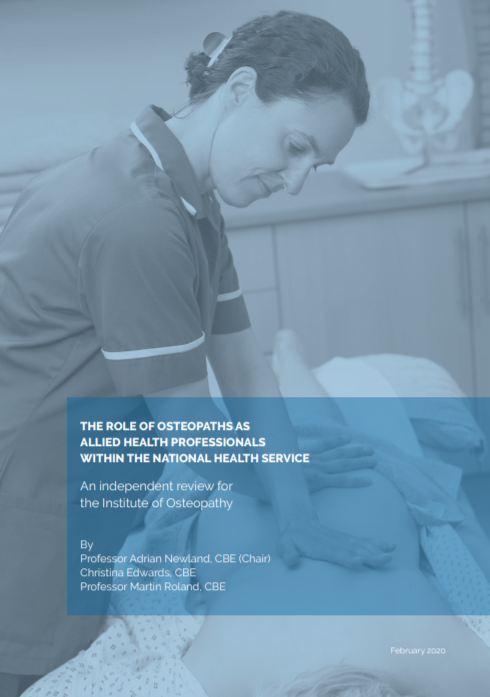 THE ROLE OF OSTEOPATHS AS
ALLIED HEALTH PROFESSIONALS
WITHIN THE NATIONAL HEALTH SERVICE
An independent review for
the Institute of Osteopathy
By
Professor Adrian Newland, CBE (Chair)
Christina Edwards, CBE
Professor Martin Roland, CBE
February 2020